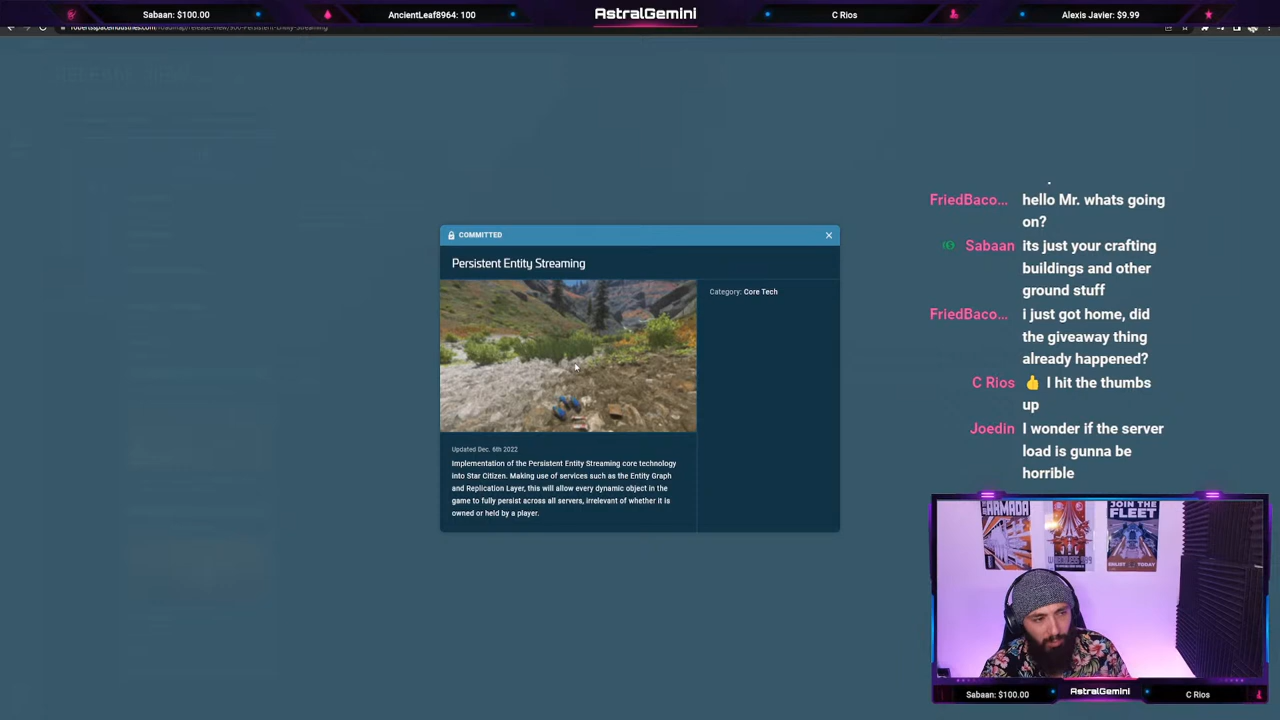 Sabaan: $100.00
AncientLeaf8964: 100
AstralGemini
C Rios
Alexis Javier: $9.99
RELEASE VIEW
COMMITTED
Persistent Entity Streaming
Category: Core Tech
Updated Dec. 6th 2022
Implementation of the Persistent Entity Streaming core technology
into Star Citizen. Making use of services such as the Entity Graph
and Replication Layer, this will allow every dynamic object in the
game to fully persist across all servers, irrelevant of whether it is
owned or held by a player.
FriedBaco... hello Mr. whats going
on?
Sabaan its just your crafting
buildings and other
ground stuff
FriedBaco... i just got home, did
the giveaway thing
already happened?
C Rios 👍 I hit the thumbs
up
Joedin I wonder if the server
load is gunna be
horrible
ARMADA
JOIN THE
FLEET
ENLIST TODAY
Sabaan: $100.00
AstralGemini
C Rios